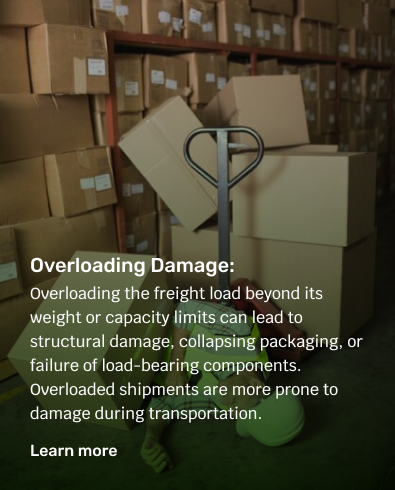 Overloading Damage:
Overloading the freight load beyond its
weight or capacity limits can lead to
structural damage, collapsing packaging, or
failure of load-bearing components.
Overloaded shipments are more prone to
damage during transportation.
Learn more